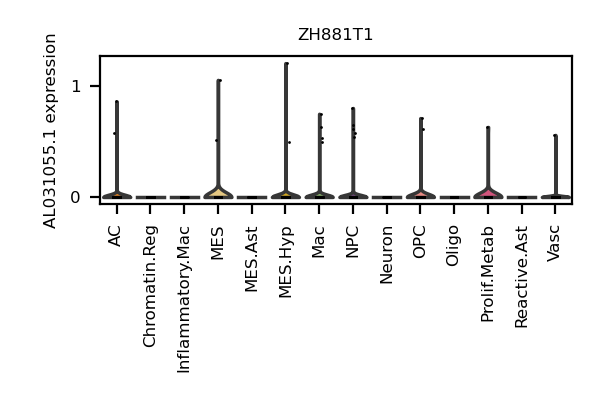 ZH881T1
AL031055.1 expression
1
0
AC
Chromatin.Reg
Inflammatory.Mac
MES
MES.Ast
MES.Hyp
Mac
NPC
Neuron
OPC
Oligo
Prolif.Metab
Reactive.Ast
Vasc